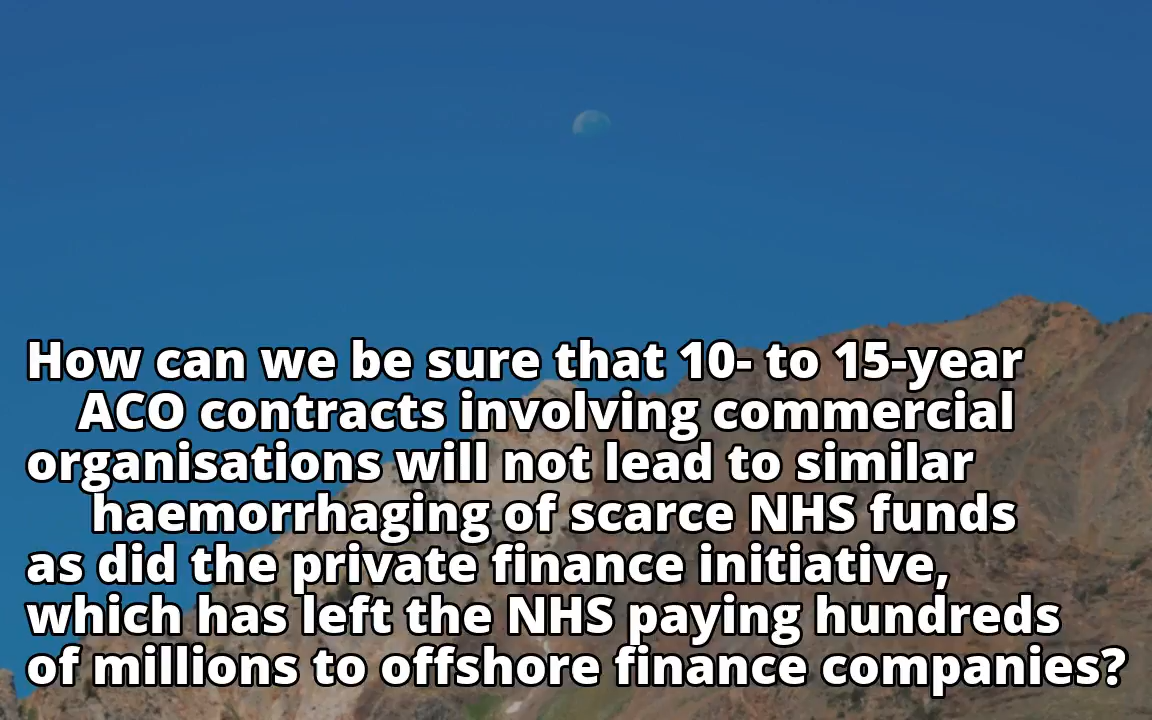 How can we be sure that 10- to 15-year
ACO contracts involving commercial
organisations will not lead to similar
haemorrhaging of scarce NHS funds
as did the private finance initiative,
which has left the NHS paying hundreds
of millions to offshore finance companies?